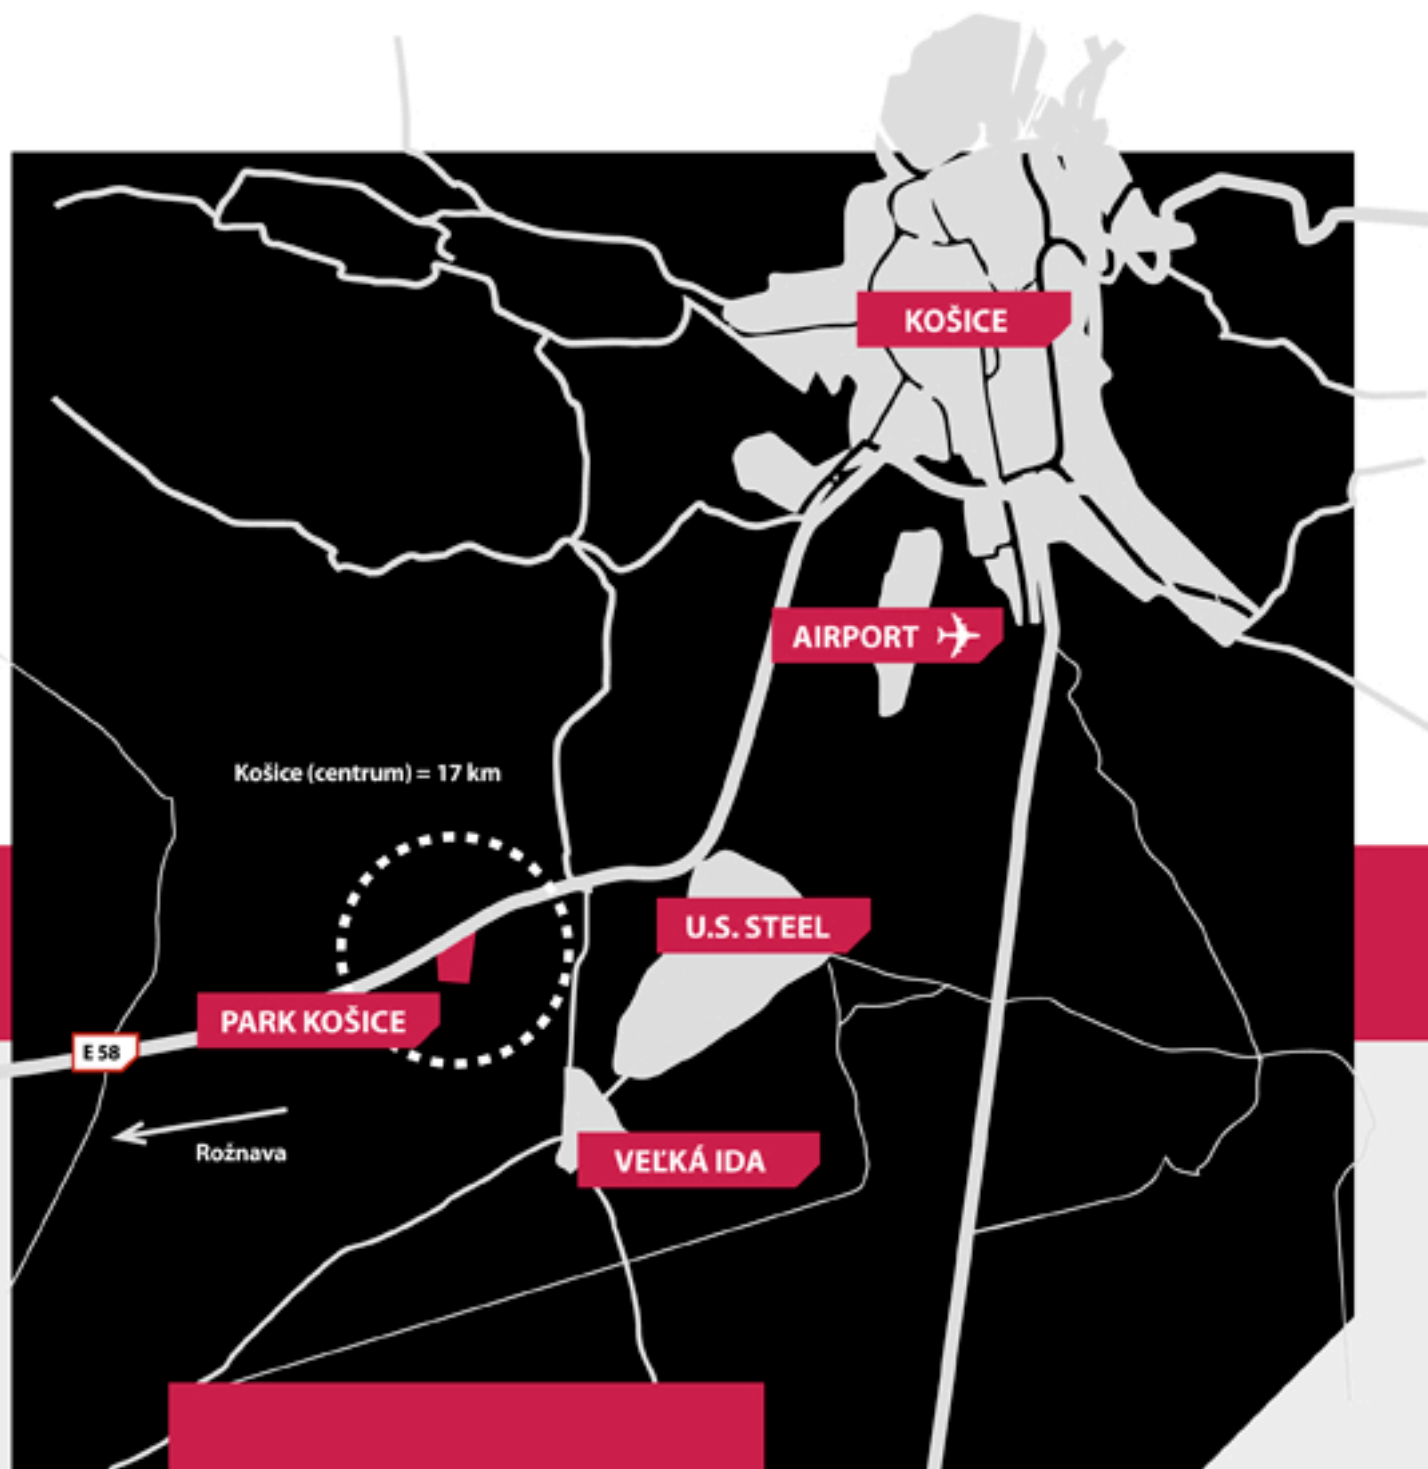 KOŠICE
AIRPORT
Košice (centrum) = 17 km
U.S. STEEL
PARK KOŠICE
E 58
Rožnava
VEĽKÁ IDA